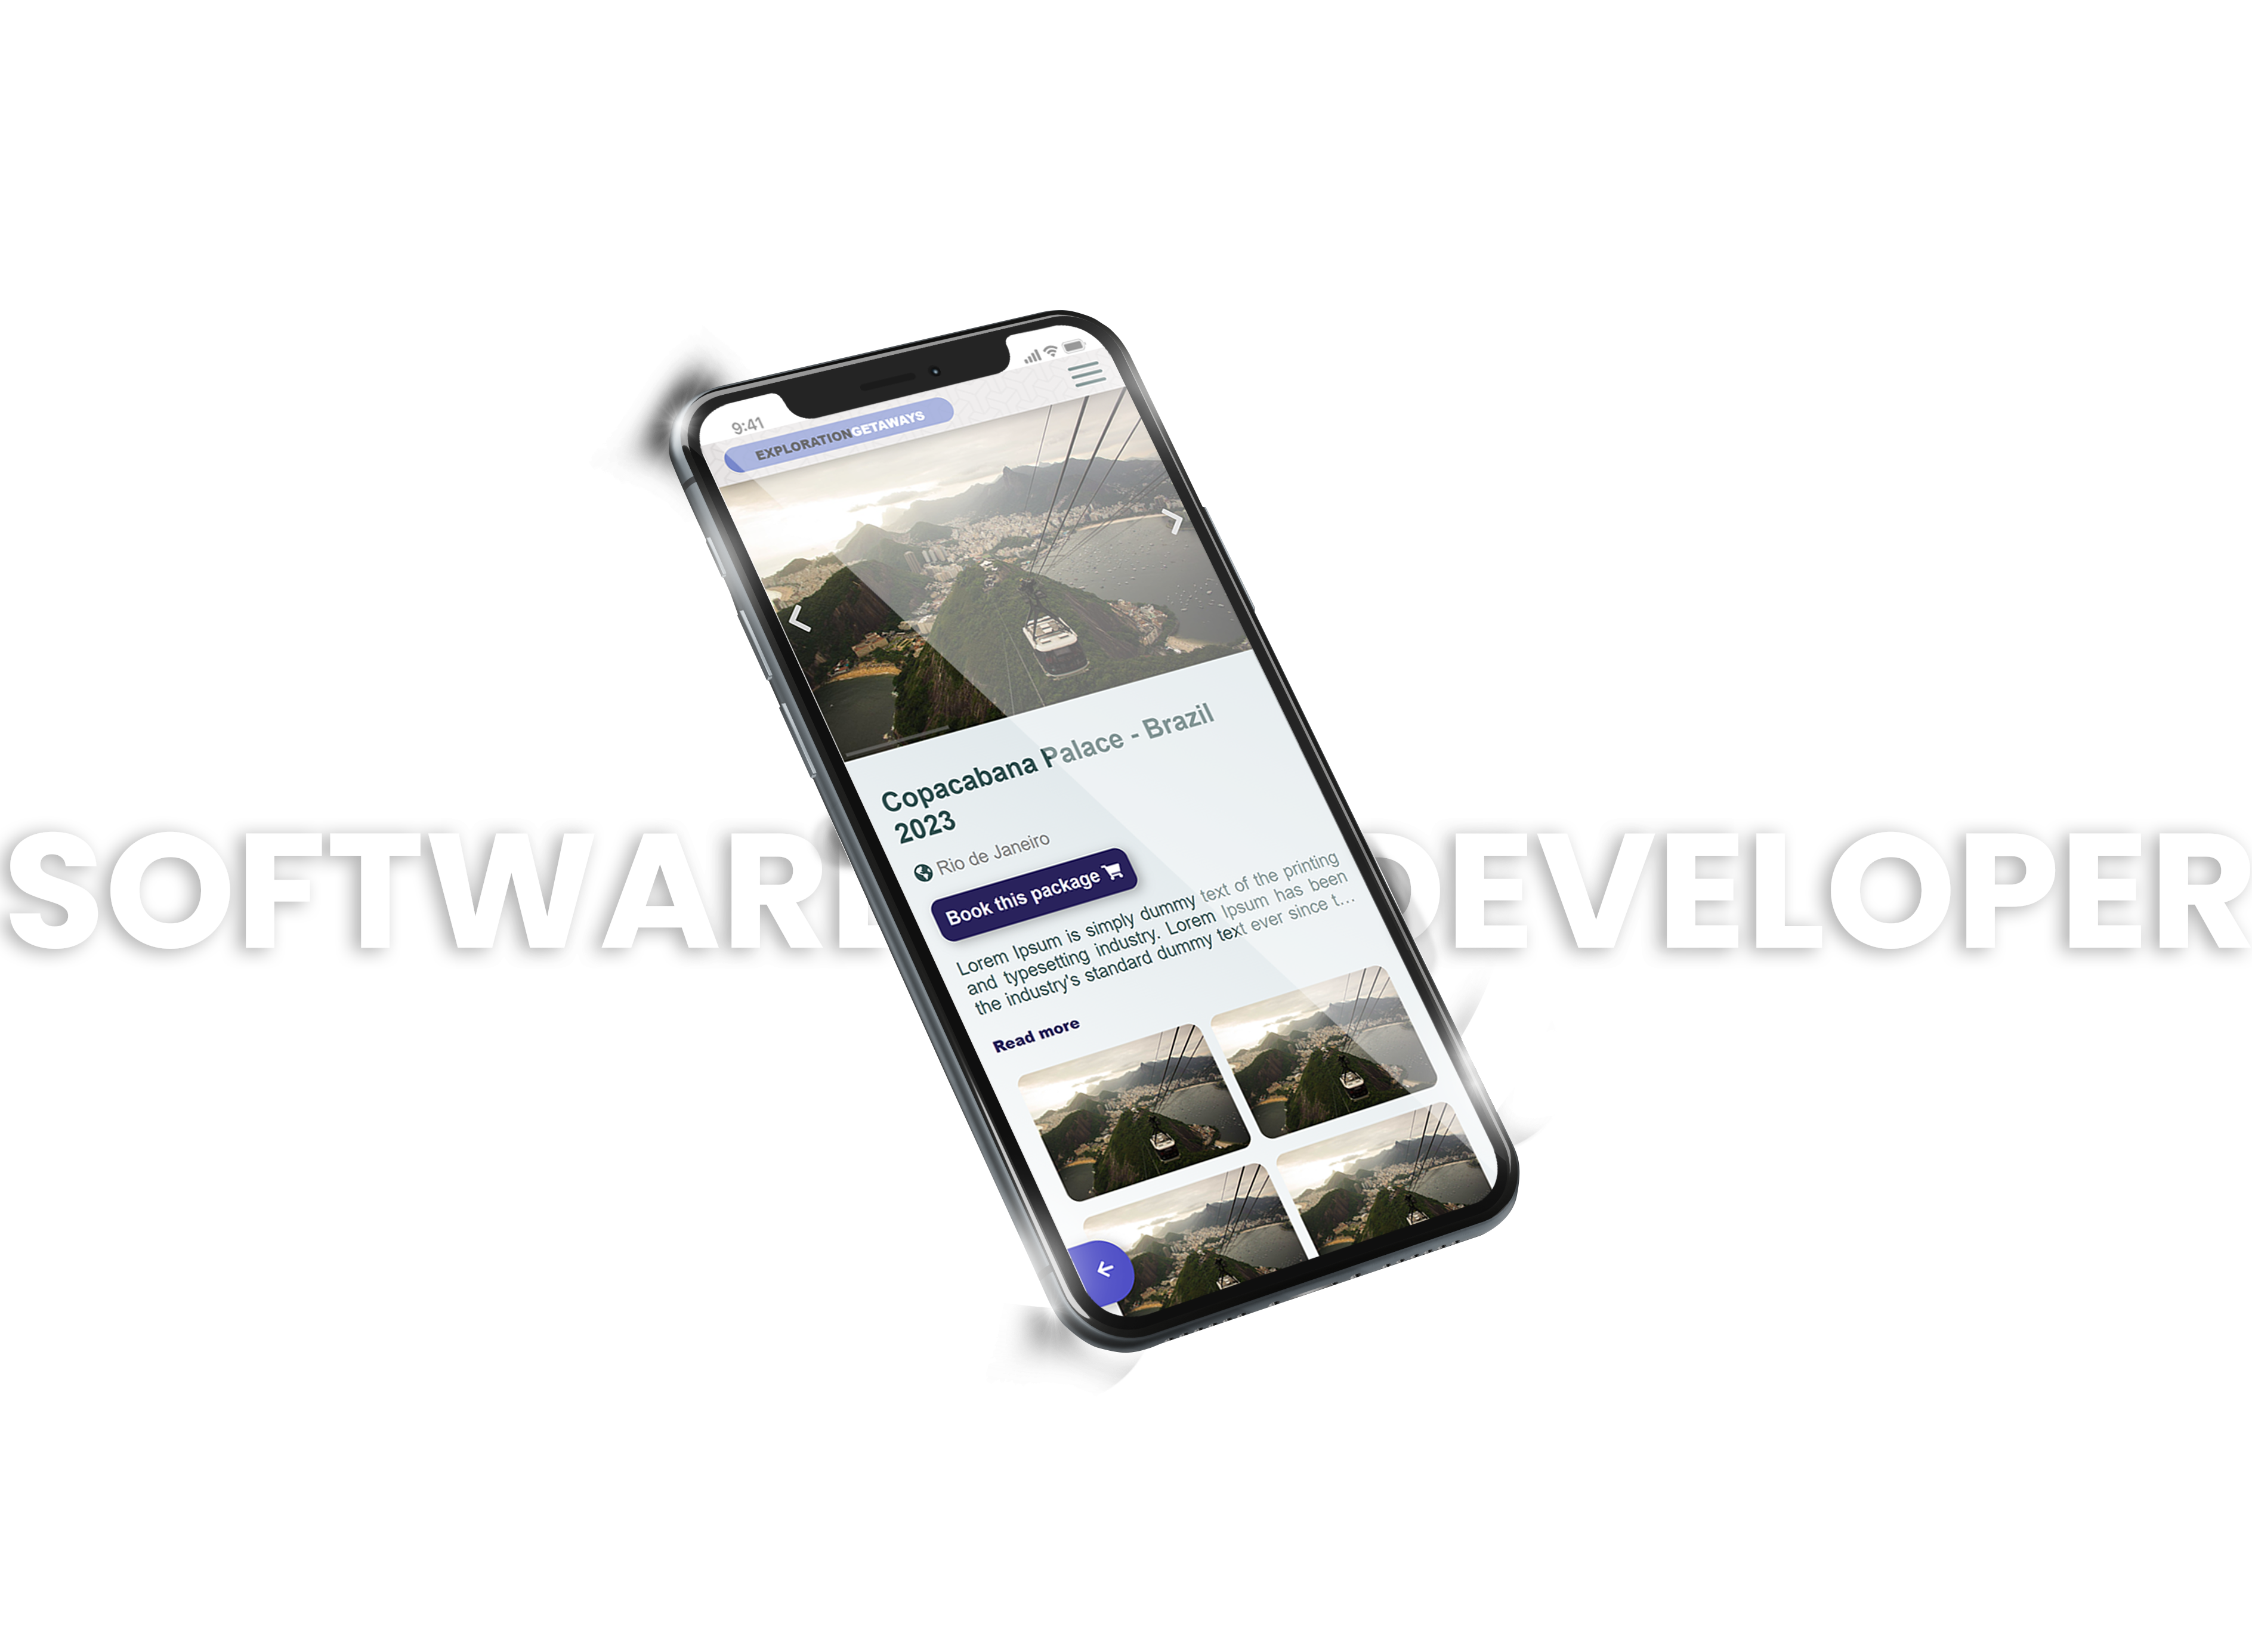 9:41
EXPLORATIONGETAWAYS
Copacabana Palace - Brazil
2023
Rio de Janeiro
Book this package
SOFTWARE DEVELOPER
Lorem Ipsum is simply dummy text of the printing
and typesetting industry. Lorem Ipsum has been
the industry's standard dummy text ever since t...
Read more